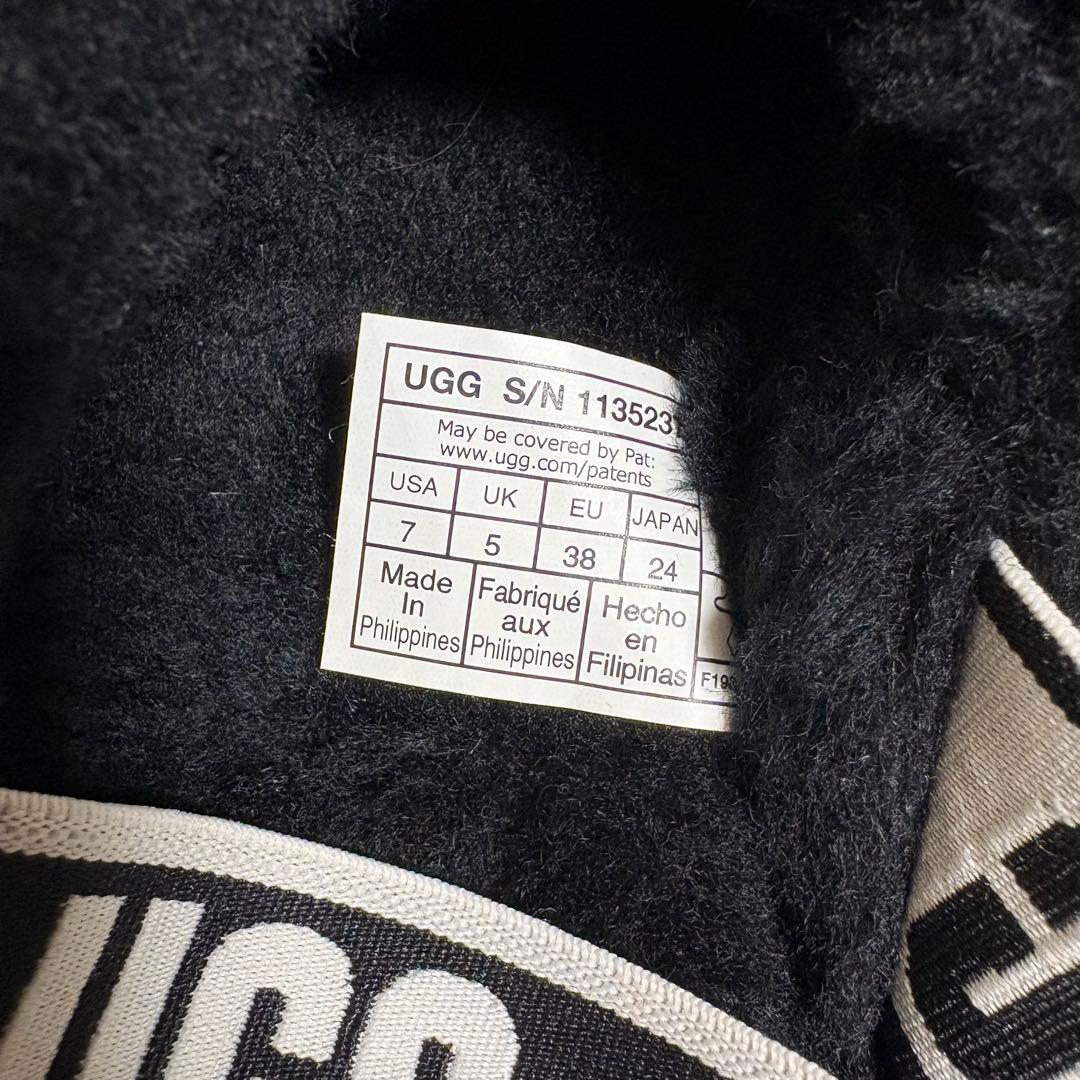 UGG S/N 113523
May be covered by Pat:
www.ugg.com/patents
USA UK EU JAPAN
7 5 38 24
Made In Philippines
Fabriqué aux Philippines
Hecho en Filipinas
UGG